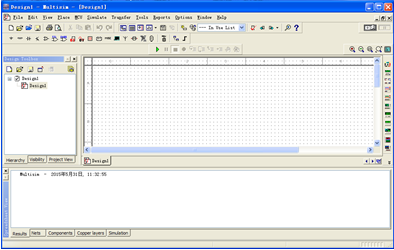 Design1 - Multisim - [Design1]
File Edit View Place MCU Simulate Transfer Tools Reports Options Window Help
--- In Use List ---
Design Toolbox
Design1
Design1
Hierarchy Visibility Project View
Design1
Multisim - 2015年5月31日, 11:32:55
Results Nets Components Copper layers Simulation